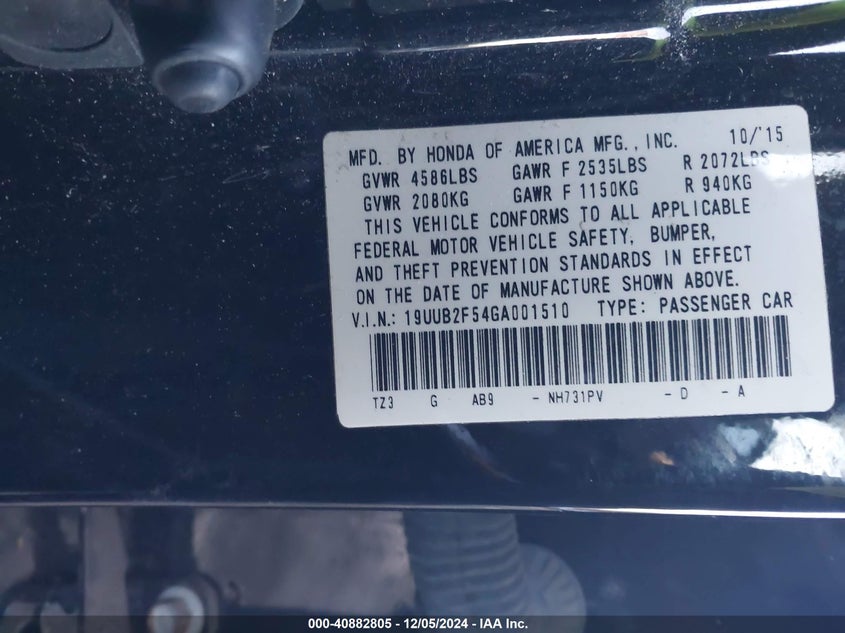 MFD. BY HONDA OF AMERICA MFG., INC. 10/'15
GVWR 4586LBS GAWR F 2535LBS R 2072LBS
GVWR 2080KG GAWR F 1150KG R 940KG
THIS VEHICLE CONFORMS TO ALL APPLICABLE
FEDERAL MOTOR VEHICLE SAFETY, BUMPER,
AND THEFT PREVENTION STANDARDS IN EFFECT
ON THE DATE OF MANUFACTURE SHOWN ABOVE.
V.I.N.: 19UUB2F54GA001510 TYPE: PASSENGER CAR
TZ3 G AB9 - NH731PV - D - A
000-40882805 - 12/05/2024 - IAA Inc.